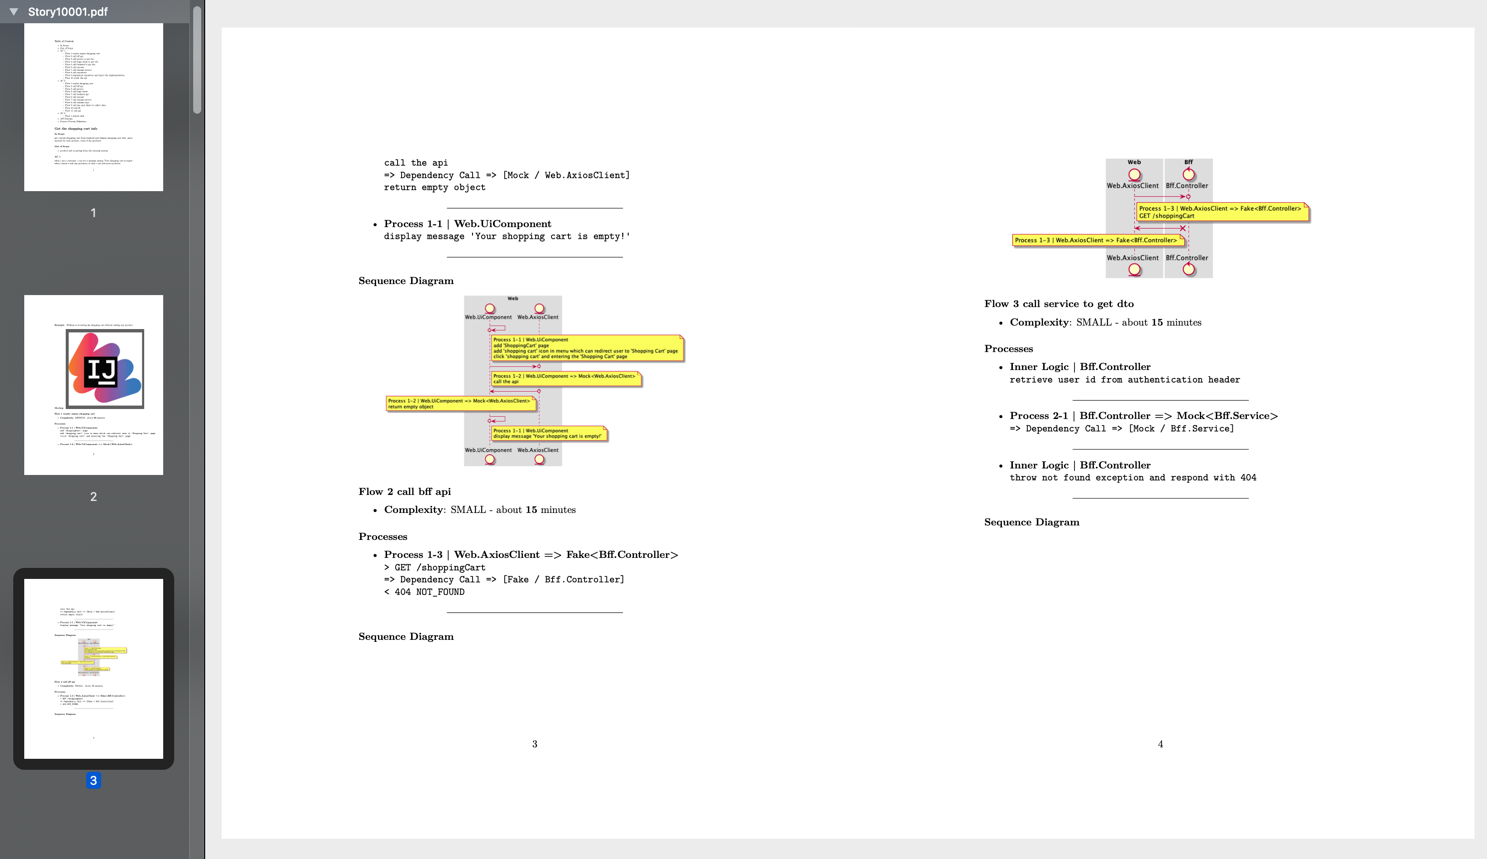 Story10001.pdf
Get the shopping cart info
1
2
3
call the api
=> Dependency Call => [Mock / Web.AxiosClient]
return empty object
• Process 1-1 | Web.UiComponent
display message 'Your shopping cart is empty!'
Sequence Diagram
Web
Web.UiComponent Web.AxiosClient
Process 1-1 | Web.UiComponent
add 'ShoppingCart' page
add 'shopping cart' icon in menu which can redirect user to 'Shopping Cart' page
click 'shopping cart' and entering the 'Shopping Cart' page
Process 1-2 | Web.UiComponent => Mock<Web.AxiosClient>
call the api
Process 1-2 | Web.UiComponent => Mock<Web.AxiosClient>
return empty object
Process 1-1 | Web.UiComponent
display message 'Your shopping cart is empty!'
Web.UiComponent Web.AxiosClient
Flow 2 call bff api
• Complexity: SMALL - about 15 minutes
Processes
• Process 1-3 | Web.AxiosClient => Fake<Bff.Controller>
> GET /shoppingCart
=> Dependency Call => [Fake / Bff.Controller]
< 404 NOT_FOUND
Sequence Diagram
3
Web Bff
Web.AxiosClient Bff.Controller
Process 1-3 | Web.AxiosClient => Fake<Bff.Controller>
GET /shoppingCart
Process 1-3 | Web.AxiosClient => Fake<Bff.Controller>
Web.AxiosClient Bff.Controller
Flow 3 call service to get dto
• Complexity: SMALL - about 15 minutes
Processes
• Inner Logic | Bff.Controller
retrieve user id from authentication header
• Process 2-1 | Bff.Controller => Mock<Bff.Service>
=> Dependency Call => [Mock / Bff.Service]
• Inner Logic | Bff.Controller
throw not found exception and respond with 404
Sequence Diagram
4